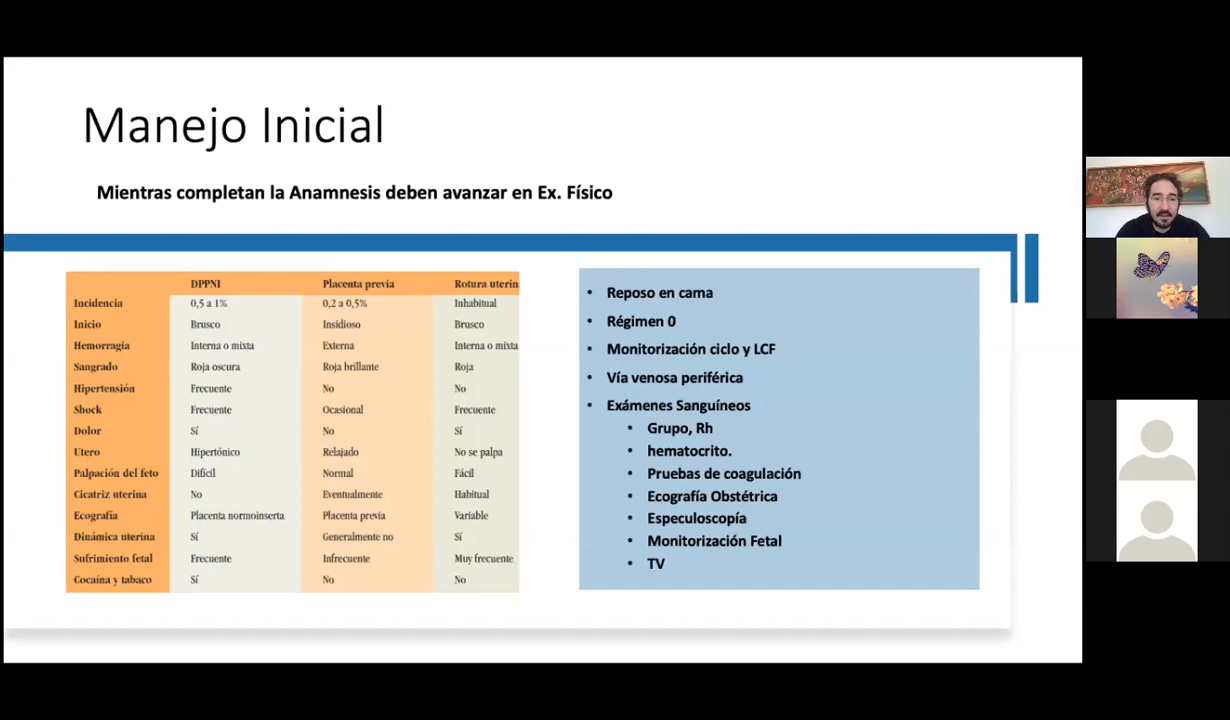 Manejo Inicial
Mientras completan la Anamnesis deben avanzar en Ex. Físico
DPPNI Placenta previa Rotura uterin
Incidencia 0,5 a 1% 0,2 a 0,5% Inhabitual
Inicio Brusco Insidioso Brusco
Hemorragia Interna o mixta Externa Interna o mixta
Sangrado Roja oscura Roja brillante Roja
Hipertensión Frecuente No No
Shock Frecuente Ocasional Frecuente
Dolor Sí No Sí
Utero Hipertónico Relajado No se palpa
Palpación del feto Difícil Normal Fácil
Cicatriz uterina No Eventualmente Habitual
Ecografía Placenta normoinserta Placenta previa Variable
Dinámica uterina Sí Generalmente no Sí
Sufrimiento fetal Frecuente Infrecuente Muy frecuente
Cocaína y tabaco Sí No No
• Reposo en cama
• Régimen 0
• Monitorización ciclo y LCF
• Vía venosa periférica
• Exámenes Sanguíneos
• Grupo, Rh
• hematocrito.
• Pruebas de coagulación
• Ecografía Obstétrica
• Especuloscopía
• Monitorización Fetal
• TV